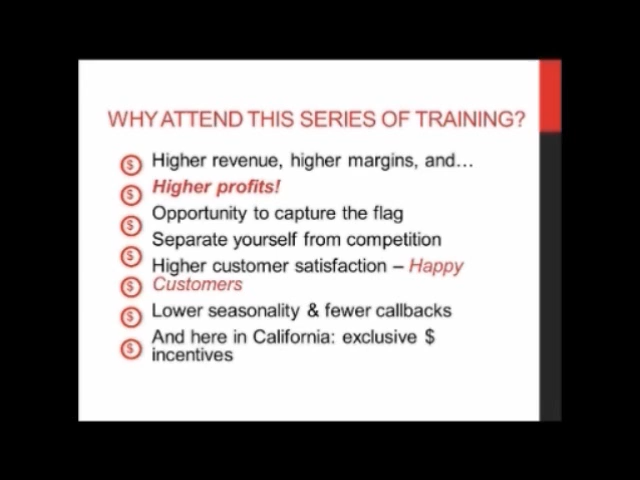 WHY ATTEND THIS SERIES OF TRAINING?
$ Higher revenue, higher margins, and…
$ Higher profits!
$ Opportunity to capture the flag
$ Separate yourself from competition
$ Higher customer satisfaction – Happy
Customers
$ Lower seasonality & fewer callbacks
$ And here in California: exclusive $
incentives